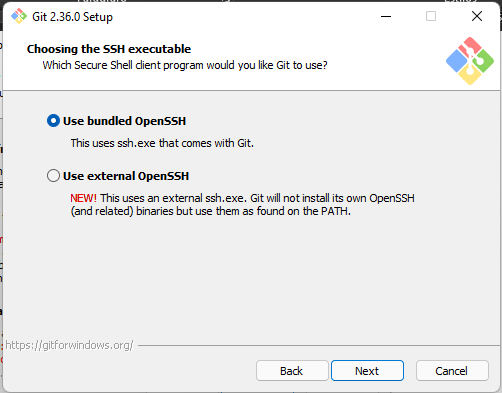 Git 2.36.0 Setup
Choosing the SSH executable
Which Secure Shell client program would you like Git to use?
Use bundled OpenSSH
This uses ssh.exe that comes with Git.
Use external OpenSSH
NEW! This uses an external ssh.exe. Git will not install its own OpenSSH
(and related) binaries but use them as found on the PATH.
https://gitforwindows.org/
Back
Next
Cancel